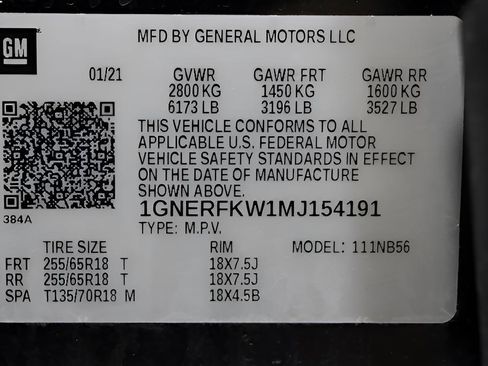 GM
MFD BY GENERAL MOTORS LLC
01/21 GVWR GAWR FRT GAWR RR
2800 KG 1450 KG 1600 KG
6173 LB 3196 LB 3527 LB
THIS VEHICLE CONFORMS TO ALL
APPLICABLE U.S. FEDERAL MOTOR
VEHICLE SAFETY STANDARDS IN EFFECT
ON THE DATE OF MANUFACTURE
SHOWN ABOVE.
384A
1GNERFKW1MJ154191
TYPE: M.P.V.
TIRE SIZE RIM MODEL: 111NB56
FRT 255/65R18 T 18X7.5J
RR 255/65R18 T 18X7.5J
SPA T135/70R18 M 18X4.5B